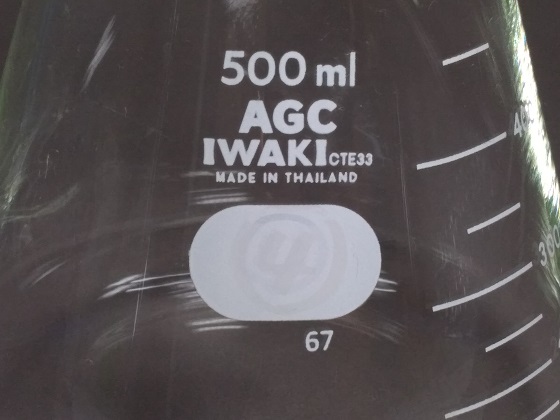 500 ml
AGC
IWAKI CTE33
MADE IN THAILAND
67